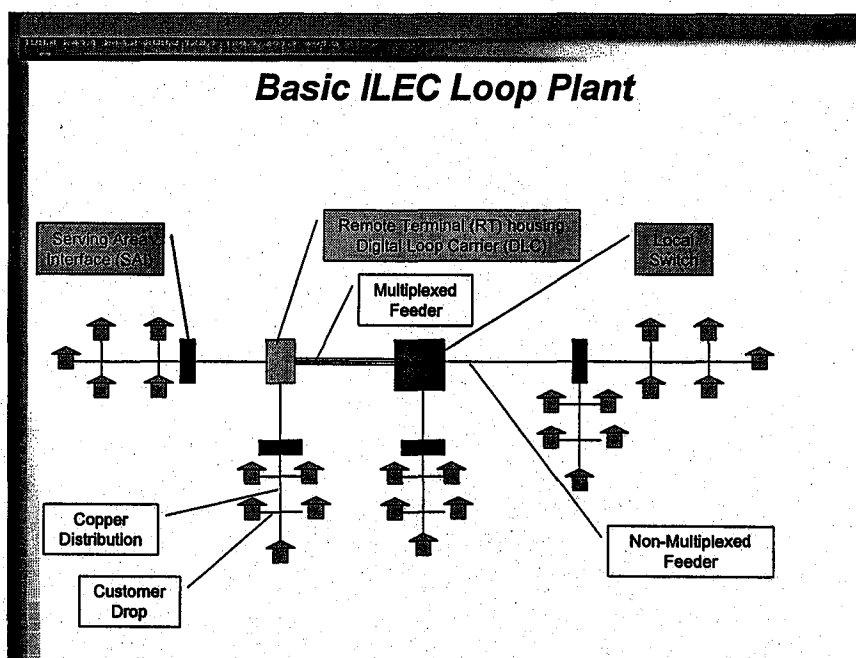 Basic ILEC Loop Plant
Serving Area
Interface (SAI)
Remote Terminal (RT) housing
Digital Loop Carrier (DLC)
Local
Switch
Multiplexed
Feeder
Copper
Distribution
Customer
Drop
Non-Multiplexed
Feeder